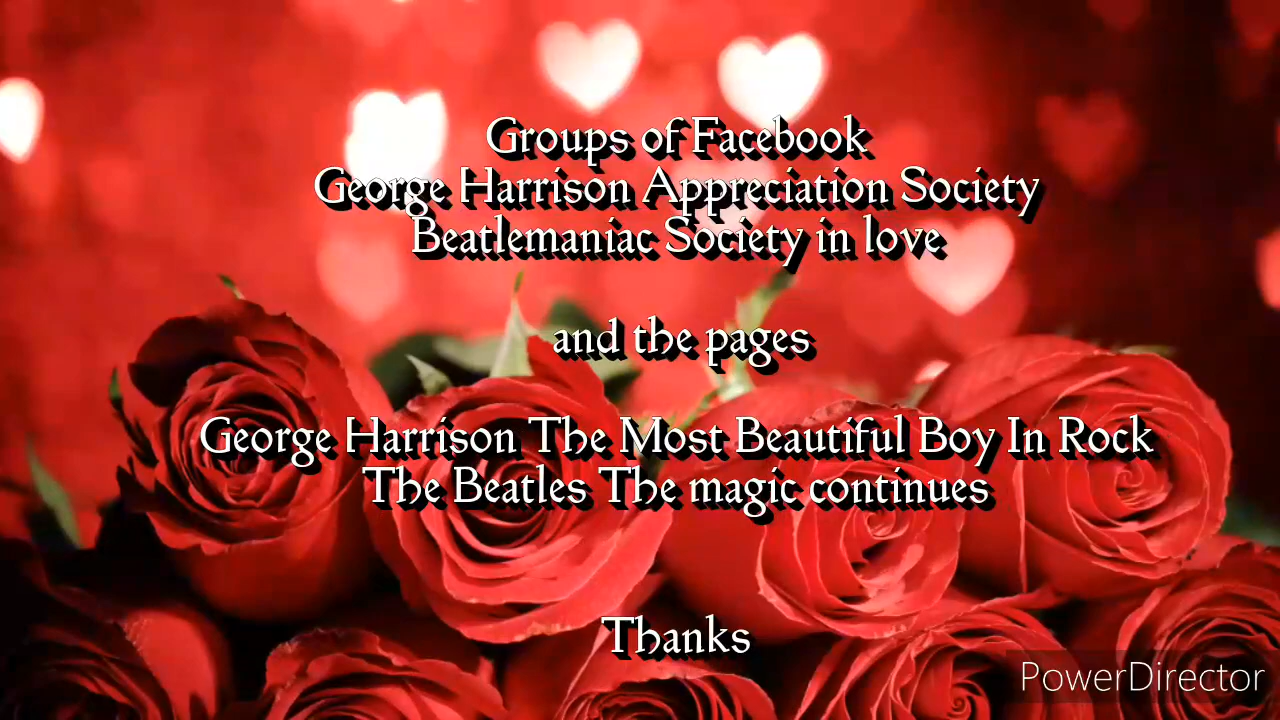 Groups of Facebook
George Harrison Appreciation Society
Beatlemaniac Society in love
and the pages
George Harrison The Most Beautiful Boy In Rock
The Beatles The magic continues
Thanks
PowerDirector